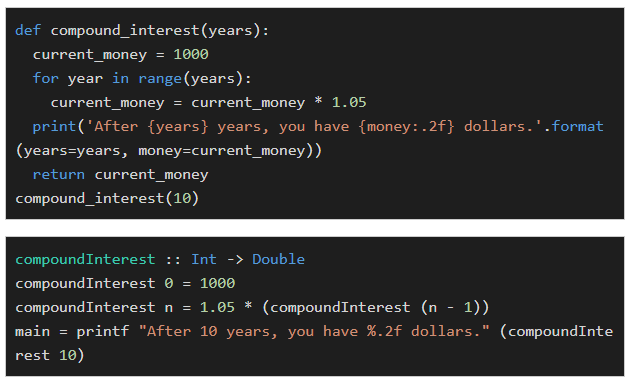 def compound_interest(years):
  current_money = 1000
  for year in range(years):
    current_money = current_money * 1.05
  print('After {years} years, you have {money:.2f} dollars.'.format
(years=years, money=current_money))
  return current_money
compound_interest(10)
compoundInterest :: Int -> Double
compoundInterest 0 = 1000
compoundInterest n = 1.05 * (compoundInterest (n - 1))
main = printf "After 10 years, you have %.2f dollars." (compoundInte
rest 10)